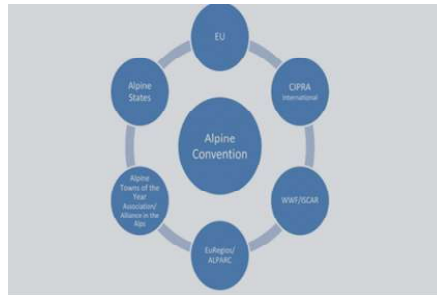 EU
CIPRA
International
Alpine
States
Alpine
Convention
Alpine
Towns of the
Year
Association/
Alliance in the
Alps
WWF/ISCAR
EuRegios/
ALPARC